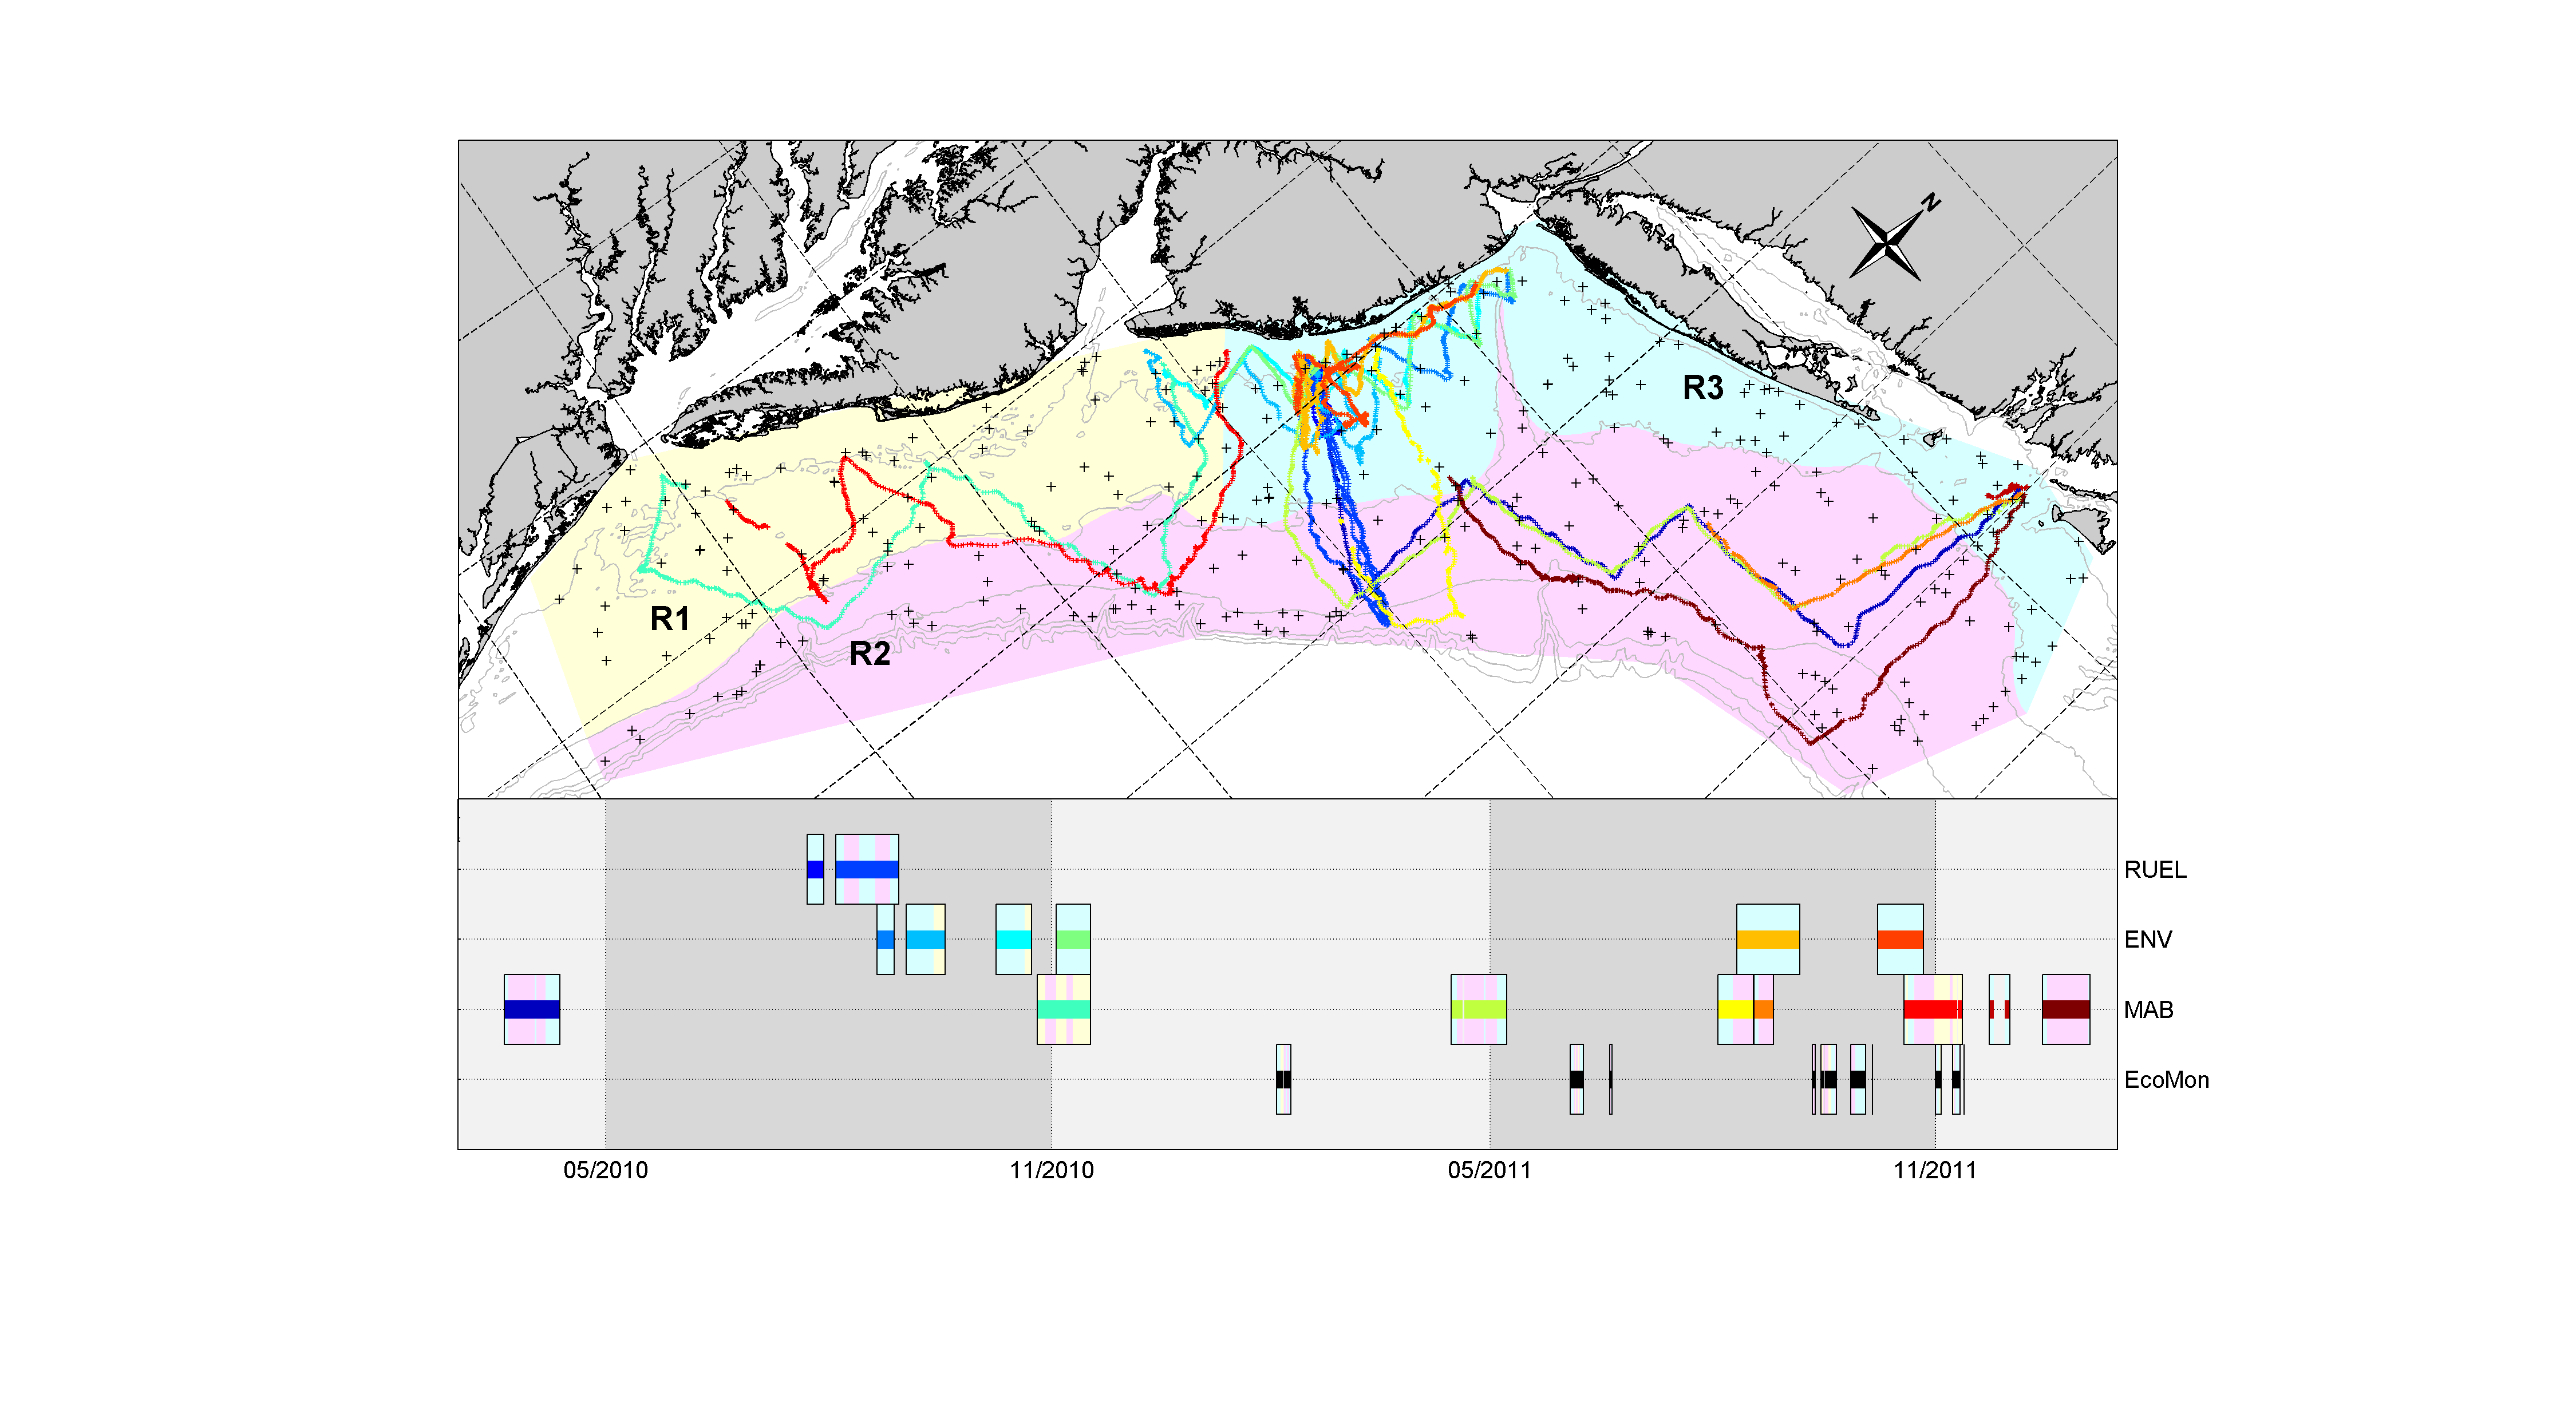 N
R3
R1
R2
RUEL
ENV
MAB
EcoMon
05/2010 11/2010 05/2011 11/2011